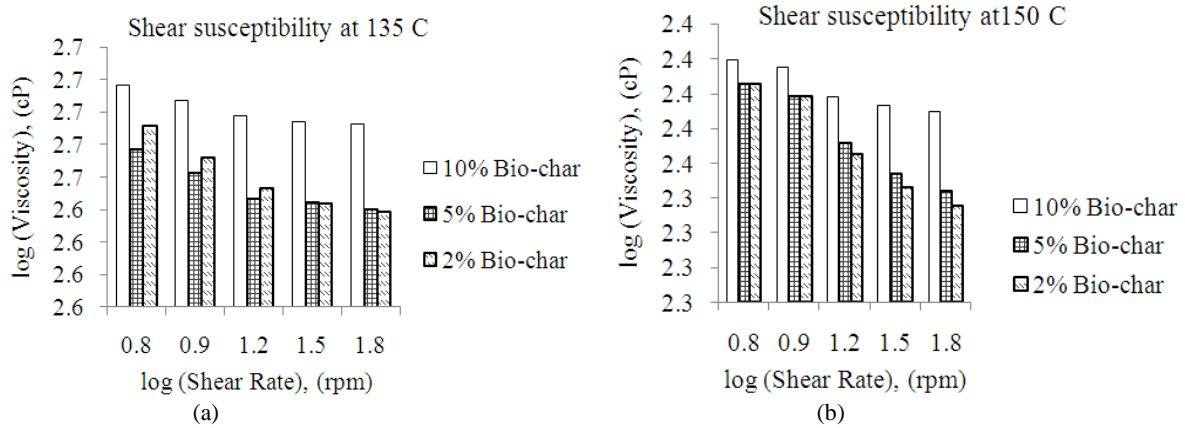 Shear susceptibility at 135 C
log (Viscosity), (cP)
2.7
2.7
2.7
2.7
2.7
2.6
2.6
2.6
2.6
0.8 0.9 1.2 1.5 1.8
log (Shear Rate), (rpm)
10% Bio-char
5% Bio-char
2% Bio-char
(a)
Shear susceptibility at150 C
log (Viscosity), (cP)
2.4
2.4
2.4
2.4
2.4
2.3
2.3
2.3
2.3
0.8 0.9 1.2 1.5 1.8
log (Shear Rate), (rpm)
10% Bio-char
5% Bio-char
2% Bio-char
(b)